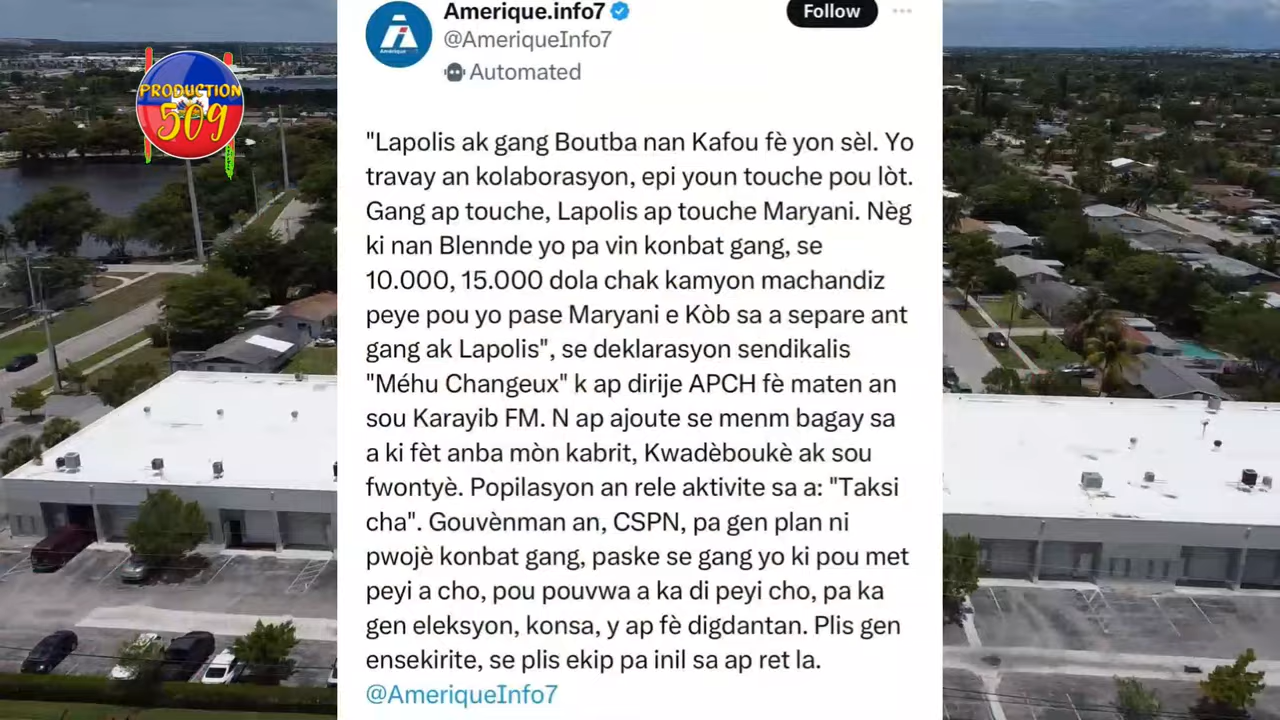 PRODUCTION
509
Amerique.info7
@AmeriqueInfo7
Follow
Automated
"Lapolis ak gang Boutba nan Kafou fè yon sèl. Yo
travay an kolaborasyon, epi youn touche pou lòt.
Gang ap touche, Lapolis ap touche Maryani. Nèg
ki nan Blennde yo pa vin konbat gang, se
10.000, 15.000 dola chak kamyon machandiz
peye pou yo pase Maryani e Kòb sa a separe ant
gang ak Lapolis", se deklarasyon sendikalis
"Méhu Changeux" k ap dirije APCH fè maten an
sou Karayib FM. N ap ajoute se menm bagay sa
a ki fèt anba mòn kabrit, Kwadèboukè ak sou
fwontyè. Popilasyon an rele aktivite sa a: "Taksi
cha". Gouvènman an, CSPN, pa gen plan ni
pwojè konbat gang, paske se gang yo ki pou met
peyi a cho, pou pouvwa a ka di peyi cho, pa ka
gen eleksyon, konsa, y ap fè digdantan. Plis gen
ensekirite, se plis ekip pa inil sa ap ret la.
@AmeriqueInfo7